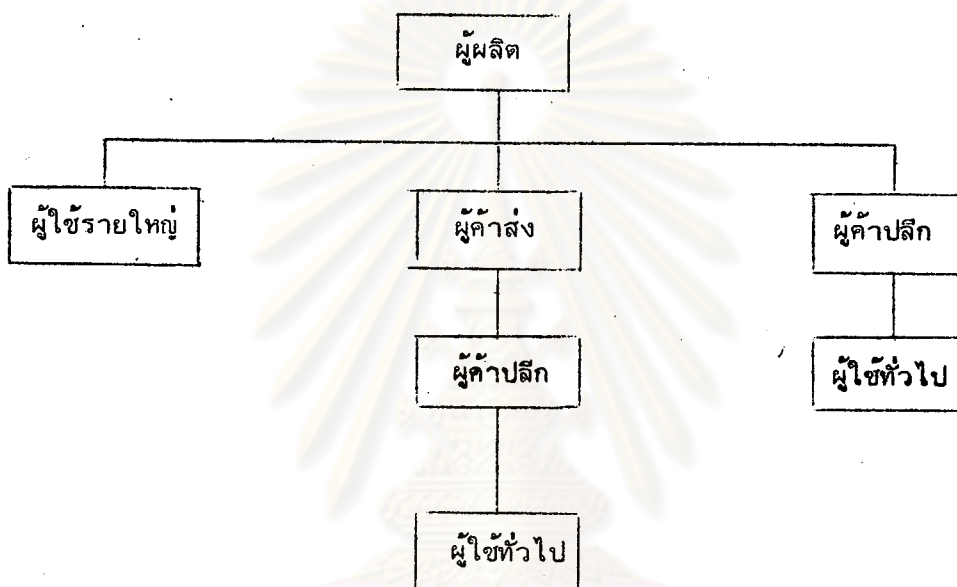 ผู้ผลิต
ผู้ใช้รายใหญ่
ผู้ค้าส่ง
ผู้ค้าปลีก
ผู้ค้าปลีก
ผู้ใช้ทั่วไป
ผู้ใช้ทั่วไป